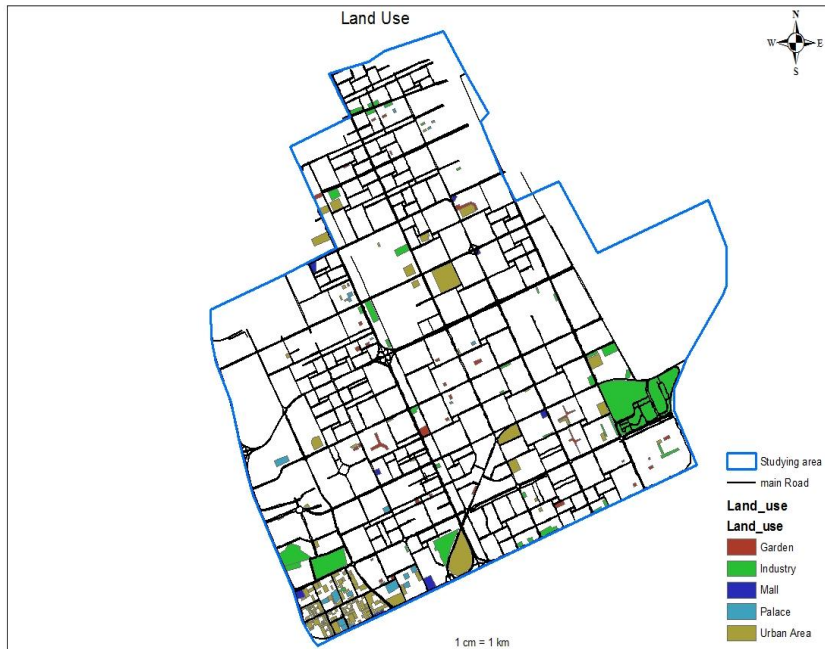 Land Use
N
W E
S
Studying area
main Road
Land_use
Land_use
Garden
Industry
Mall
Palace
Urban Area
1 cm = 1 km